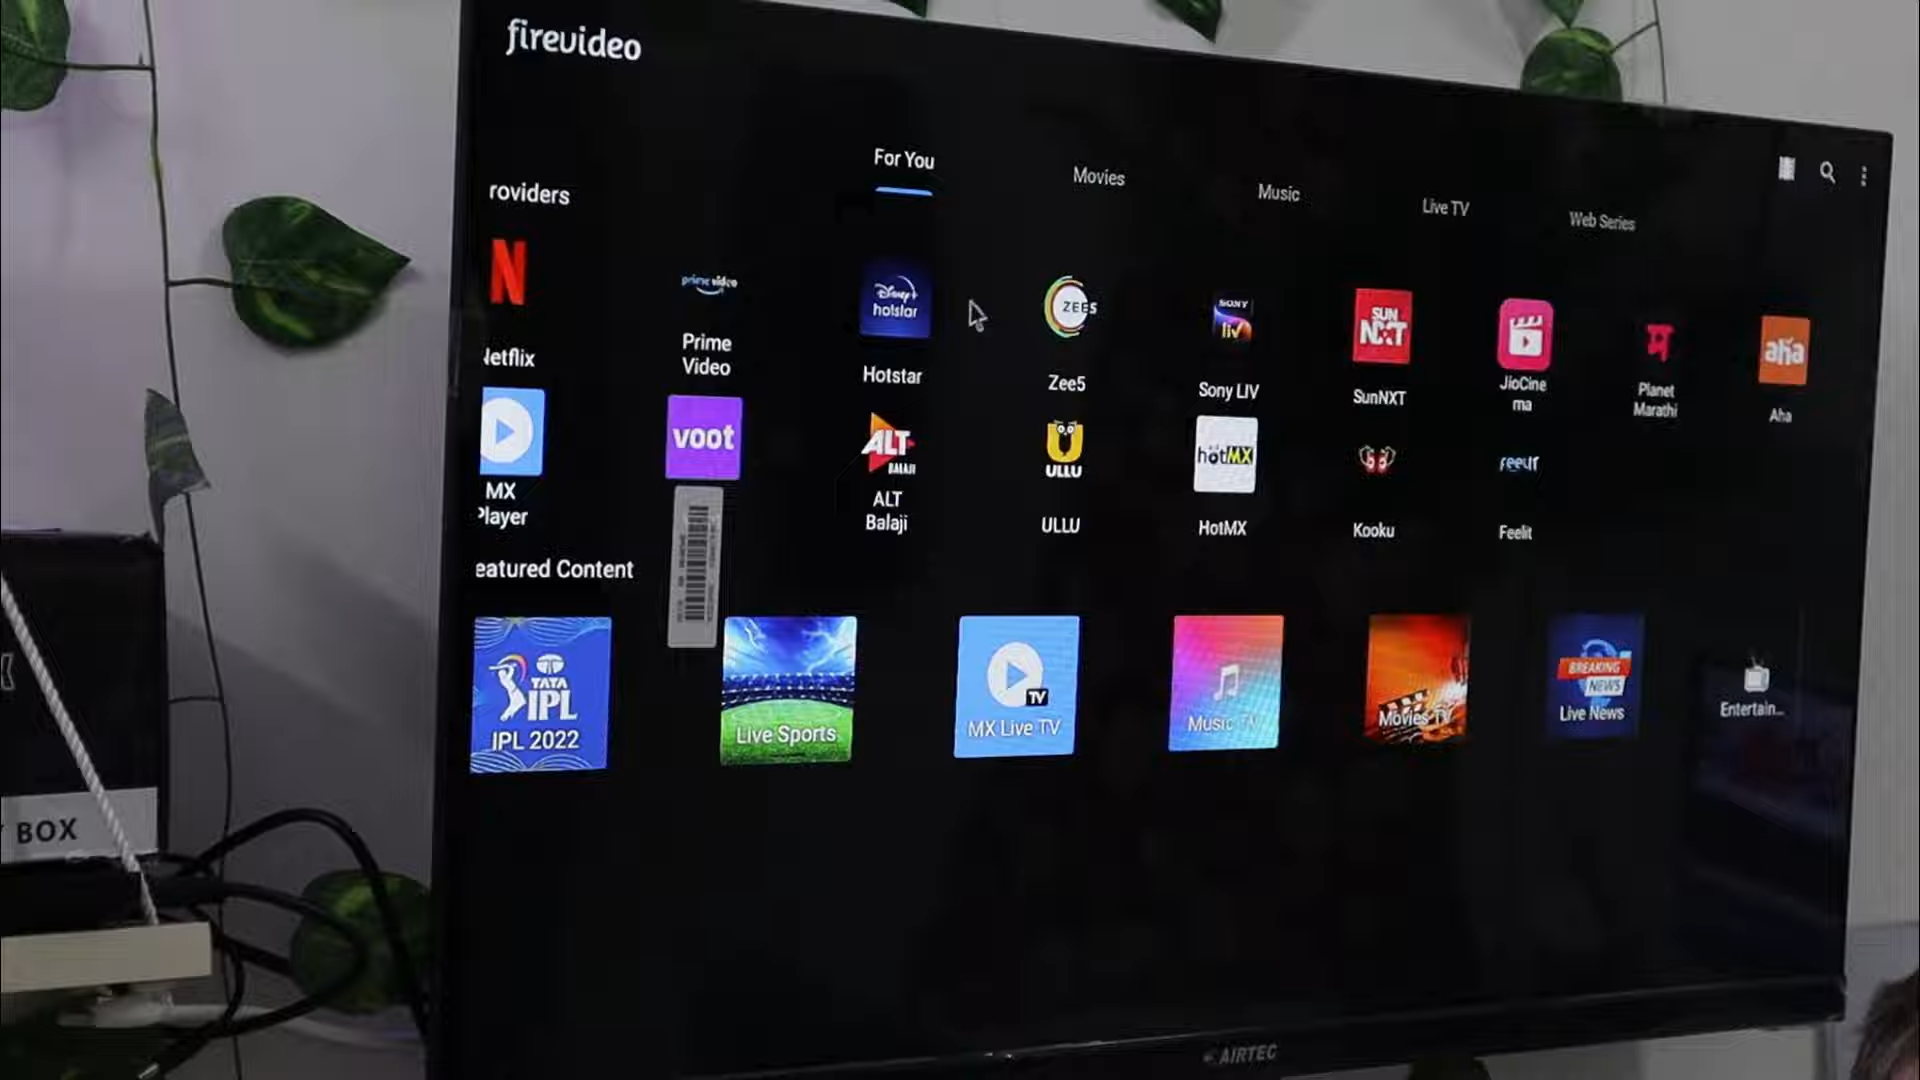 firevideo
For You
Movies
Music
Live TV
Web Series
roviders
N
prime video
Disney+
hotstar
ZEE5
SONY
liv
SUN
NXT
म
aha
Netflix
Prime
Video
Hotstar
Zee5
Sony LIV
SunNXT
JioCine
ma
Planet
Marathi
Aha
voot
ALT
BALAJI
ULLU
hotMX
MX
Player
ALT
Balaji
ULLU
HotMX
Kooku
Feelit
eatured Content
TATA
IPL
IPL 2022
Live Sports
TV
MX Live TV
Music TV
Movies TV
BREAKING
NEWS
Live News
Entertain...
BOX
AIRTEC